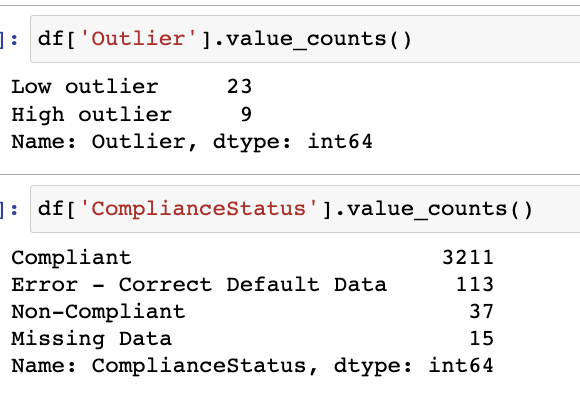 ]: df['Outlier'].value_counts()
Low outlier 23
High outlier 9
Name: Outlier, dtype: int64
]: df['ComplianceStatus'].value_counts()
Compliant 3211
Error - Correct Default Data 113
Non-Compliant 37
Missing Data 15
Name: ComplianceStatus, dtype: int64